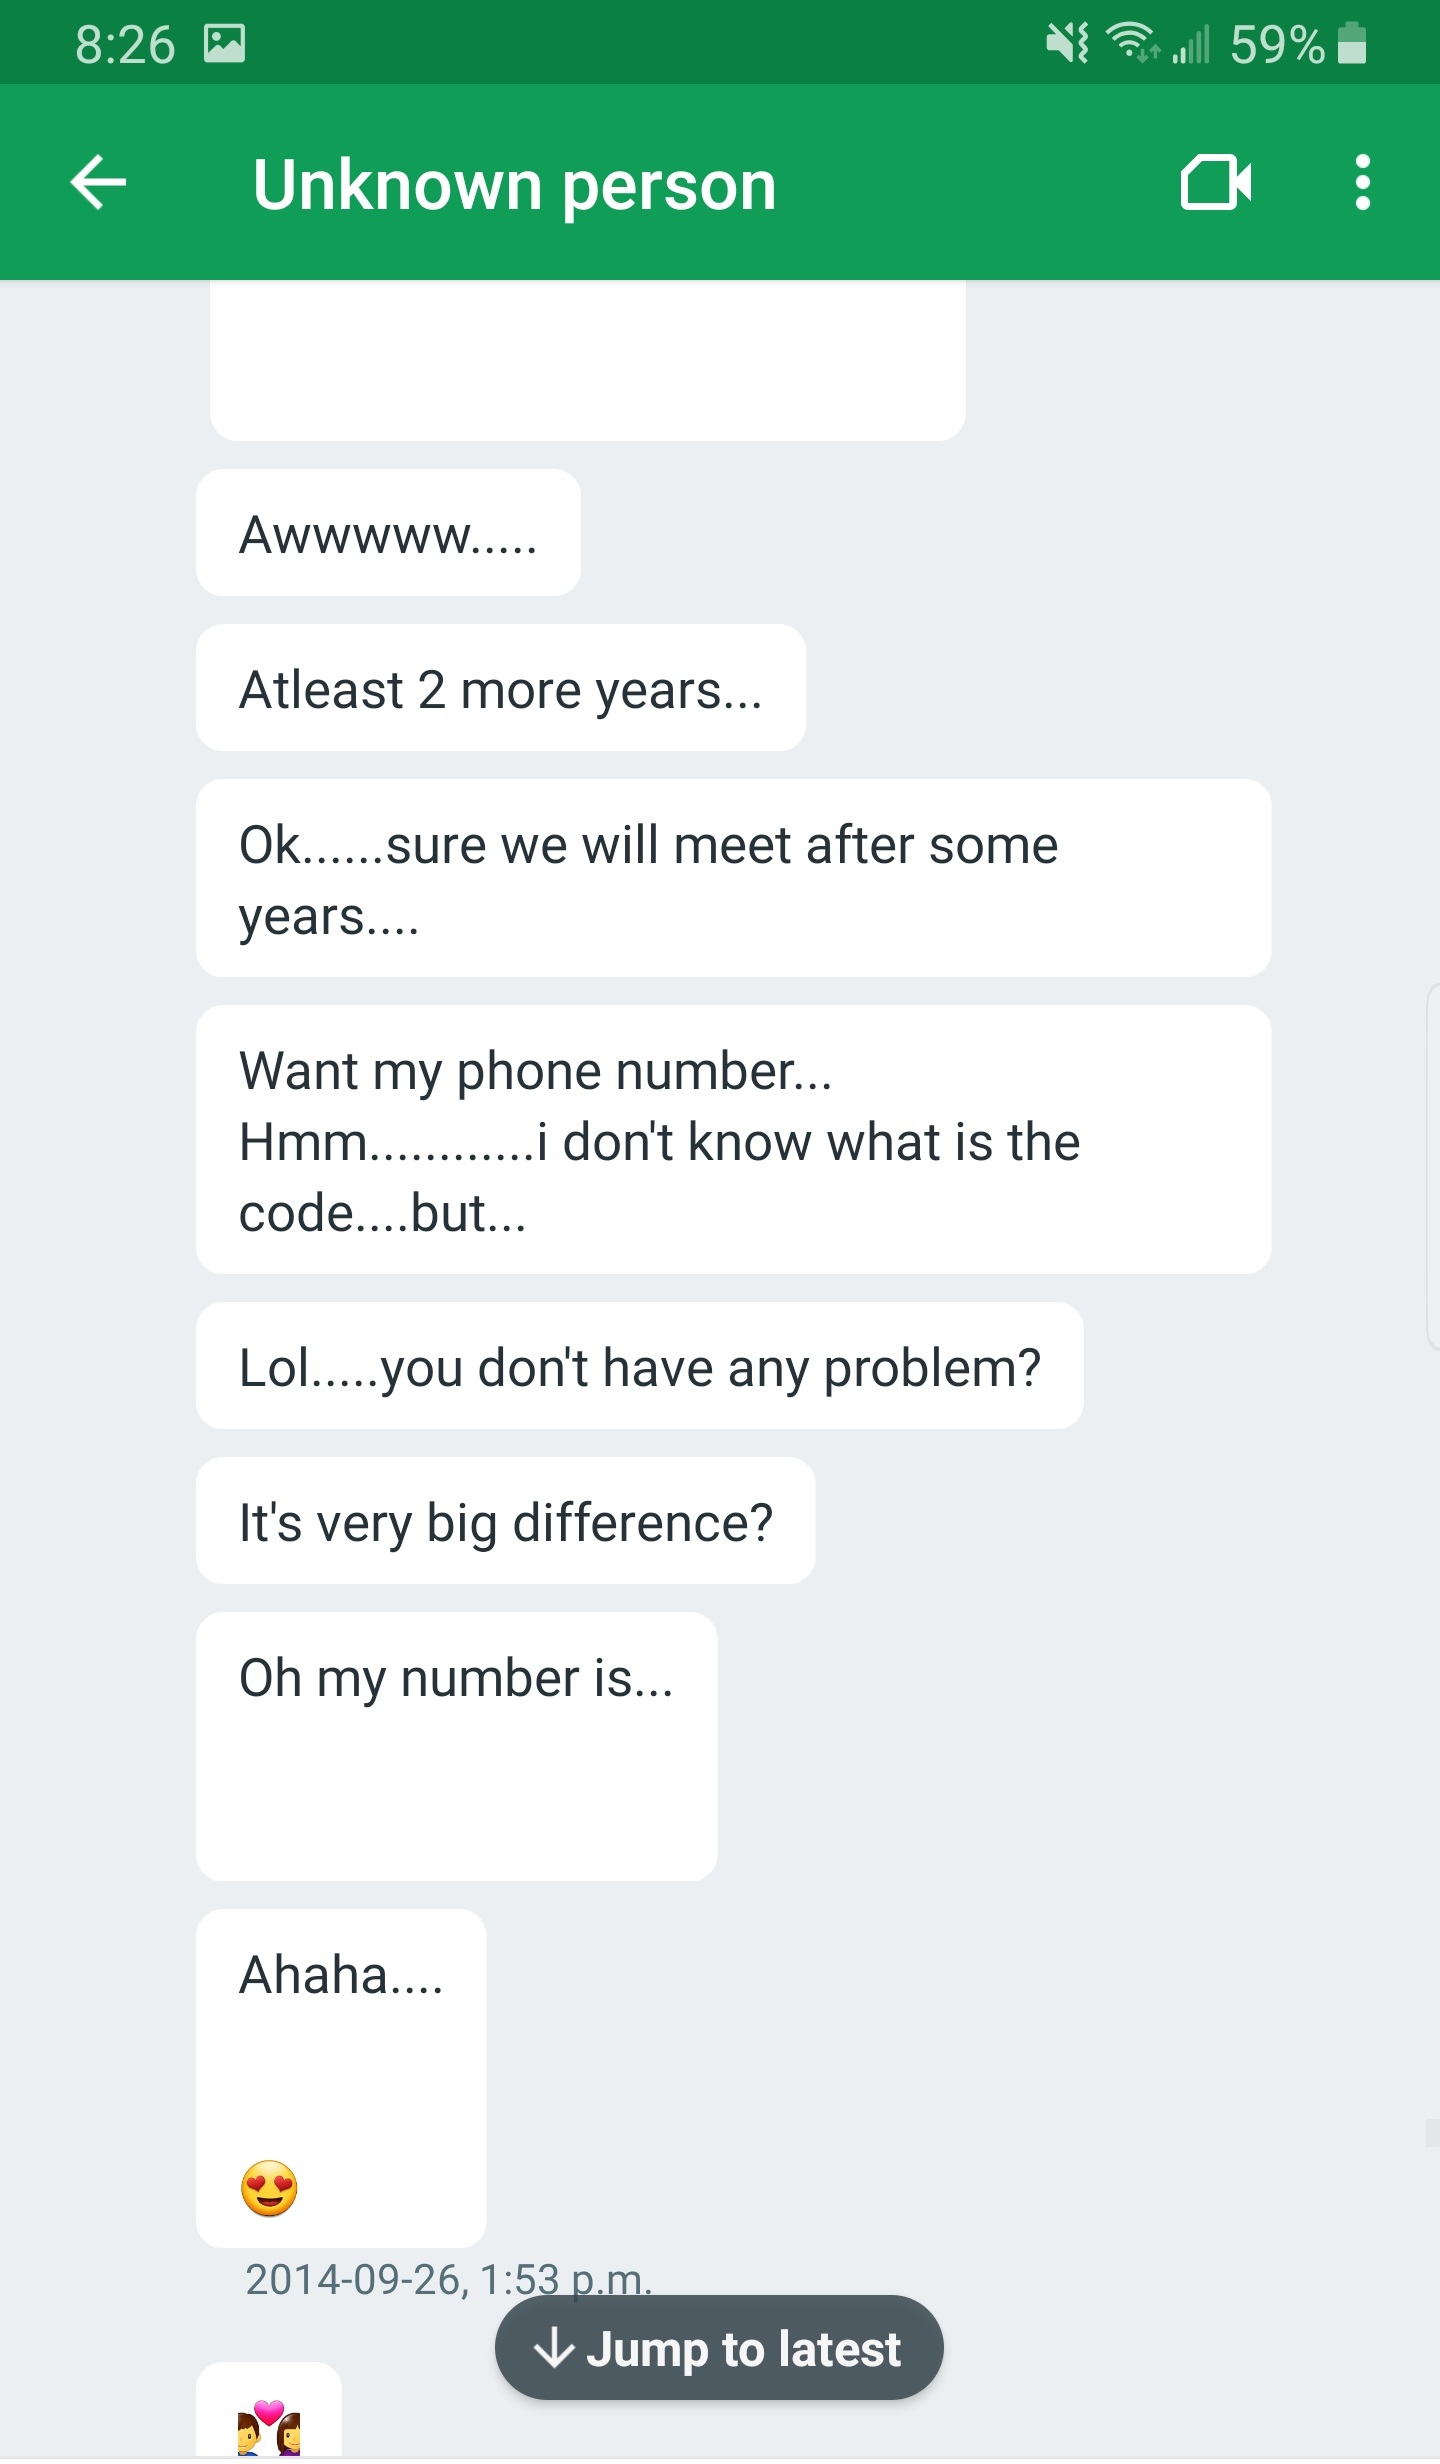 8:26 59%
Unknown person
Awwwww.....
Atleast 2 more years...
Ok......sure we will meet after some
years....
Want my phone number...
Hmm............i don't know what is the
code....but...
Lol.....you don't have any problem?
It's very big difference?
Oh my number is...
Ahaha....
😍
2014-09-26, 1:53 p.m.
Jump to latest